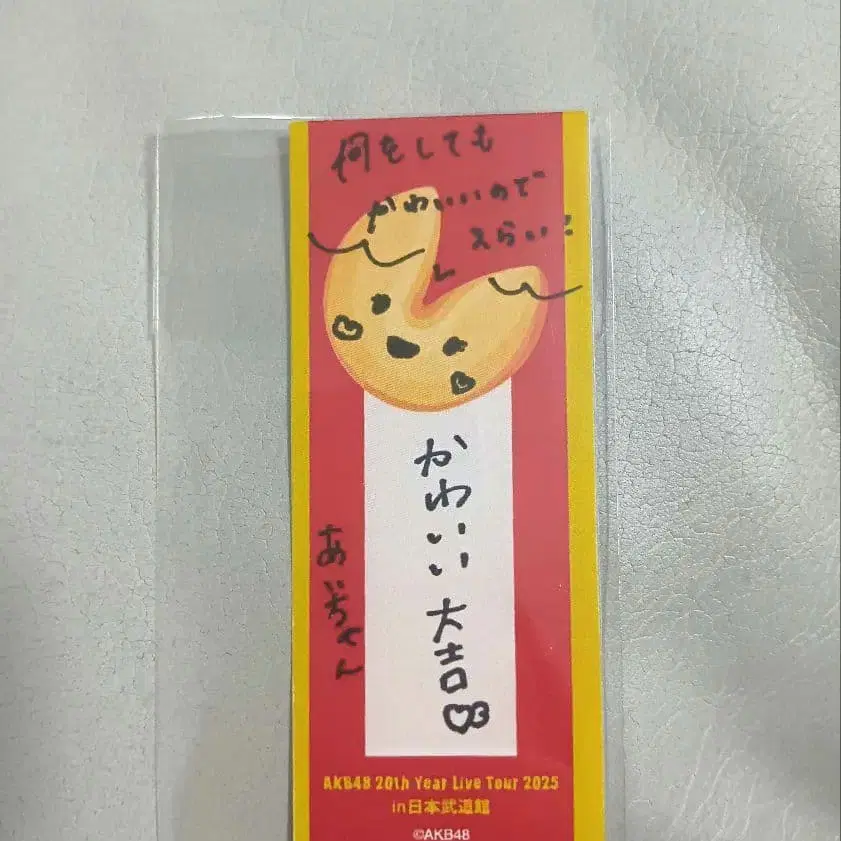 何をしても
かわいいので
えらい!
かわいい大吉
あいちゃん
AKB48 20th Year Live Tour 2025
in日本武道館
©AKB48